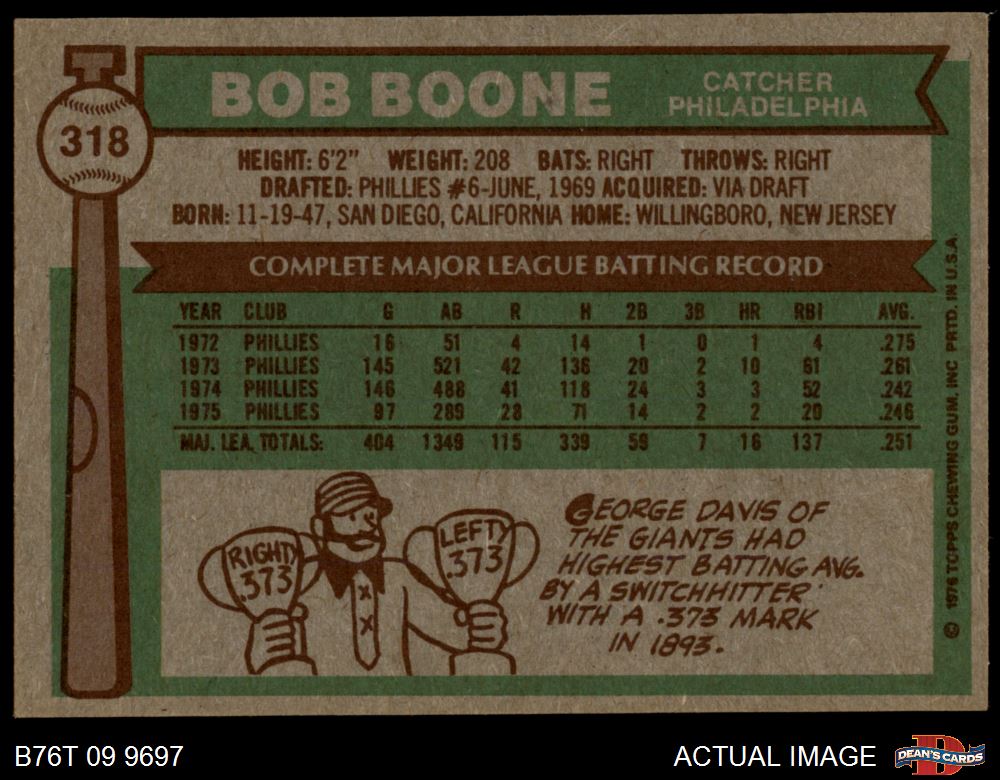 318
BOB BOONE
CATCHER
PHILADELPHIA
HEIGHT: 6'2" WEIGHT: 208 BATS: RIGHT THROWS: RIGHT
DRAFTED: PHILLIES #6-JUNE, 1969 ACQUIRED: VIA DRAFT
BORN: 11-19-47, SAN DIEGO, CALIFORNIA HOME: WILLINGBORO, NEW JERSEY
COMPLETE MAJOR LEAGUE BATTING RECORD
YEAR CLUB G AB R H 2B 3B HR RBI AVG.
1972 PHILLIES 16 51 4 14 1 0 1 4 .275
1973 PHILLIES 145 521 42 136 20 2 10 61 .261
1974 PHILLIES 146 488 41 118 24 3 3 52 .242
1975 PHILLIES 97 289 28 71 14 2 2 20 .246
MAJ. LEA. TOTALS: 404 1349 115 339 59 7 16 137 .251
RIGHTY
.373
LEFTY
.373
GEORGE DAVIS OF
THE GIANTS HAD
HIGHEST BATTING AVG.
BY A SWITCHHITTER
WITH A .373 MARK
IN 1893.
© 1976 TOPPS CHEWING GUM, INC PRTD. IN U.S.A.
B76T 09 9697
ACTUAL IMAGE
DEAN'S CARDS